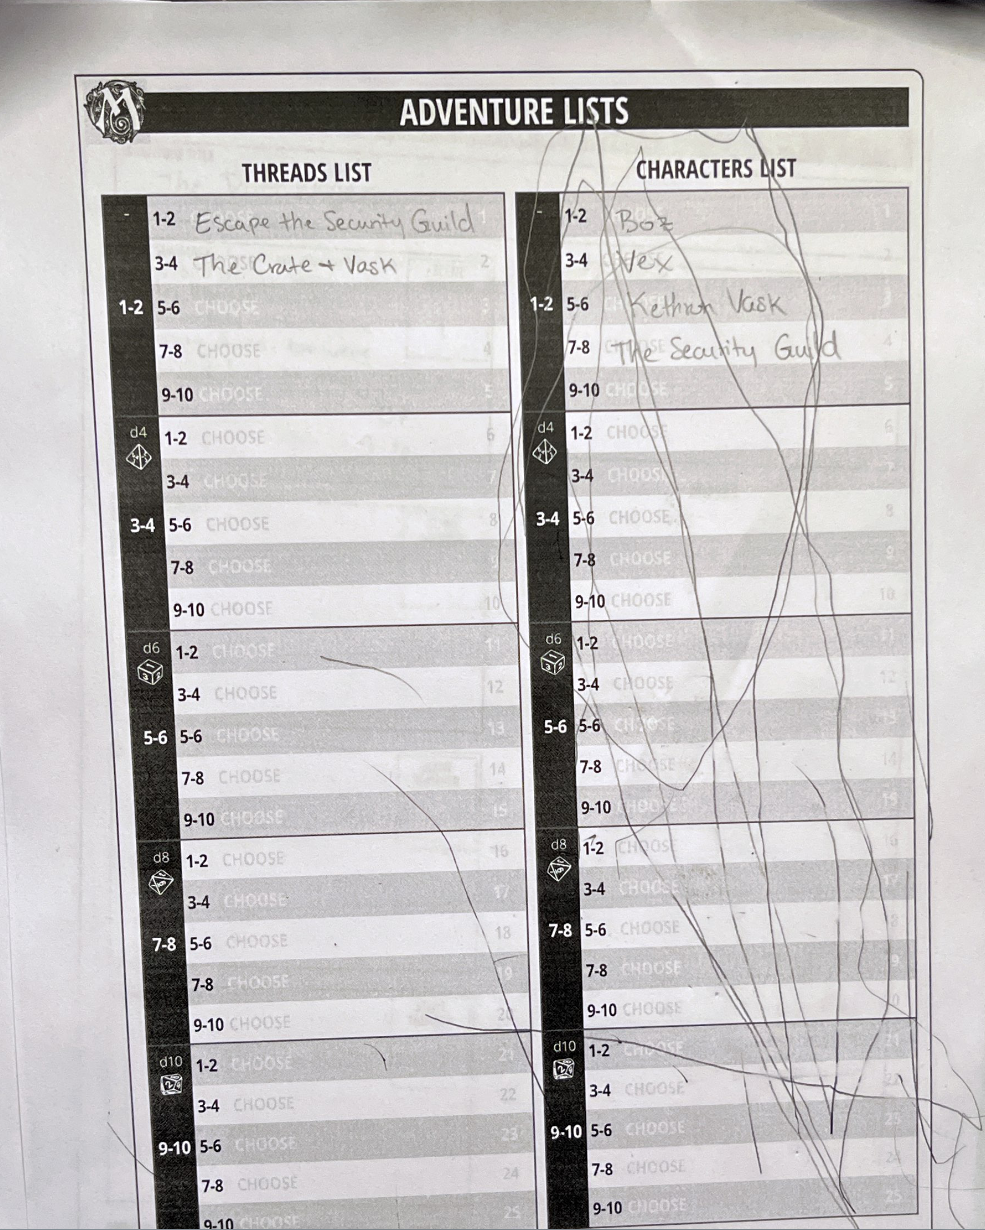 M
ADVENTURE LISTS
THREADS LIST
- 1-2 Escape the Security Guild 1
3-4 The Crate + Vask 2
1-2 5-6 CHOOSE 3
7-8 CHOOSE 4
9-10 CHOOSE 5
d4 1-2 CHOOSE 6
3-4 CHOOSE 7
3-4 5-6 CHOOSE 8
7-8 CHOOSE 9
9-10 CHOOSE 10
d6 1-2 CHOOSE 11
3-4 CHOOSE 12
5-6 5-6 CHOOSE 13
7-8 CHOOSE 14
9-10 CHOOSE 15
d8 1-2 CHOOSE 16
3-4 CHOOSE 17
7-8 5-6 CHOOSE 18
7-8 CHOOSE 19
9-10 CHOOSE 20
d10 1-2 CHOOSE 21
3-4 CHOOSE 22
9-10 5-6 CHOOSE 23
7-8 CHOOSE 24
9-10 CHOOSE 25
CHARACTERS LIST
- 1-2 Boz 1
3-4 Vex 2
1-2 5-6 Vask 3
7-8 The Security Guild 4
9-10 CHOOSE 5
d4 1-2 CHOOSE 6
3-4 CHOOSE 7
3-4 5-6 CHOOSE 8
7-8 CHOOSE 9
9-10 CHOOSE 10
d6 1-2 CHOOSE 11
3-4 CHOOSE 12
5-6 5-6 CHOOSE 13
7-8 CHOOSE 14
9-10 CHOOSE 15
d8 1-2 CHOOSE 16
3-4 CHOOSE 17
7-8 5-6 CHOOSE
7-8 CHOOSE
9-10 CHOOSE
d10 1-2 CHOOSE 21
3-4 CHOOSE
9-10 5-6 CHOOSE 23
7-8 CHOOSE 24
9-10 CHOOSE 25